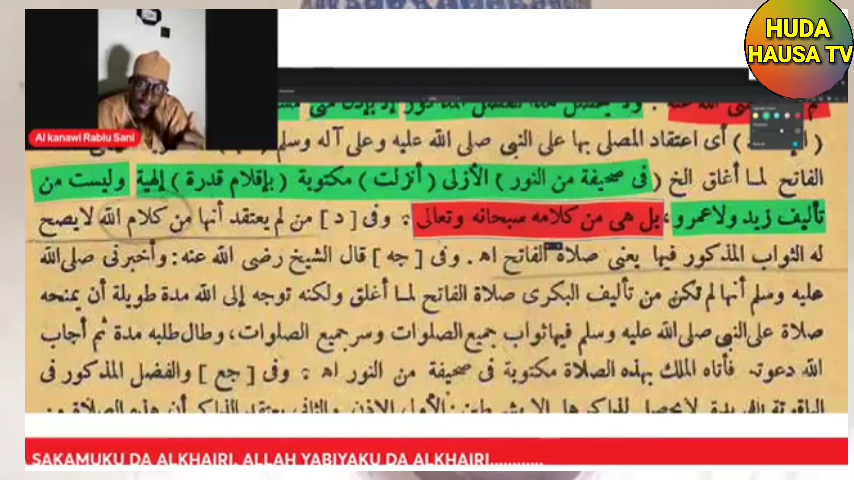 HUDA
HAUSA TV
Al kanawi Rabiu Sani
) أى اعتقاد المصلى بها على النبى صلى الله عليه وعلى آله وسلم
الفاتح لما أغلق الخ (فى صحيفة من النور) الأزلى (أنزلت) مكتوبة (بإقلام قدرة) إلهية وليست من
تأليف زيد ولاعمرو، بل هى من كلامه سبحانه وتعالى : وفى [ د ] من لم يعتقد أنها من كلام الله لايصح
له الثواب المذكور فيها يعنى صلاة الفاتح اه. وفى [ جه ] قال الشيخ رضى الله عنه: وأخبرنى صلى الله
عليه وسلم أنها لم تكن من تأليف البكرى صلاة الفاتح لما أغلق ولكنه توجه إلى الله مدة طويلة أن يمنحه
صلاة على النبى صلى الله عليه وسلم فيها ثواب جميع الصلوات وسر جميع الصلوات، وطال طلبه مدة ثم أجاب
الله دعوته فأتاه الملك بهذه الصلاة مكتوبة فى صحيفة من النور اه : وفى [ جع ] والفضل المذكور فى
SAKAMUKU DA ALKHAIRI, ALLAH YABIYAKU DA ALKHAIRI............